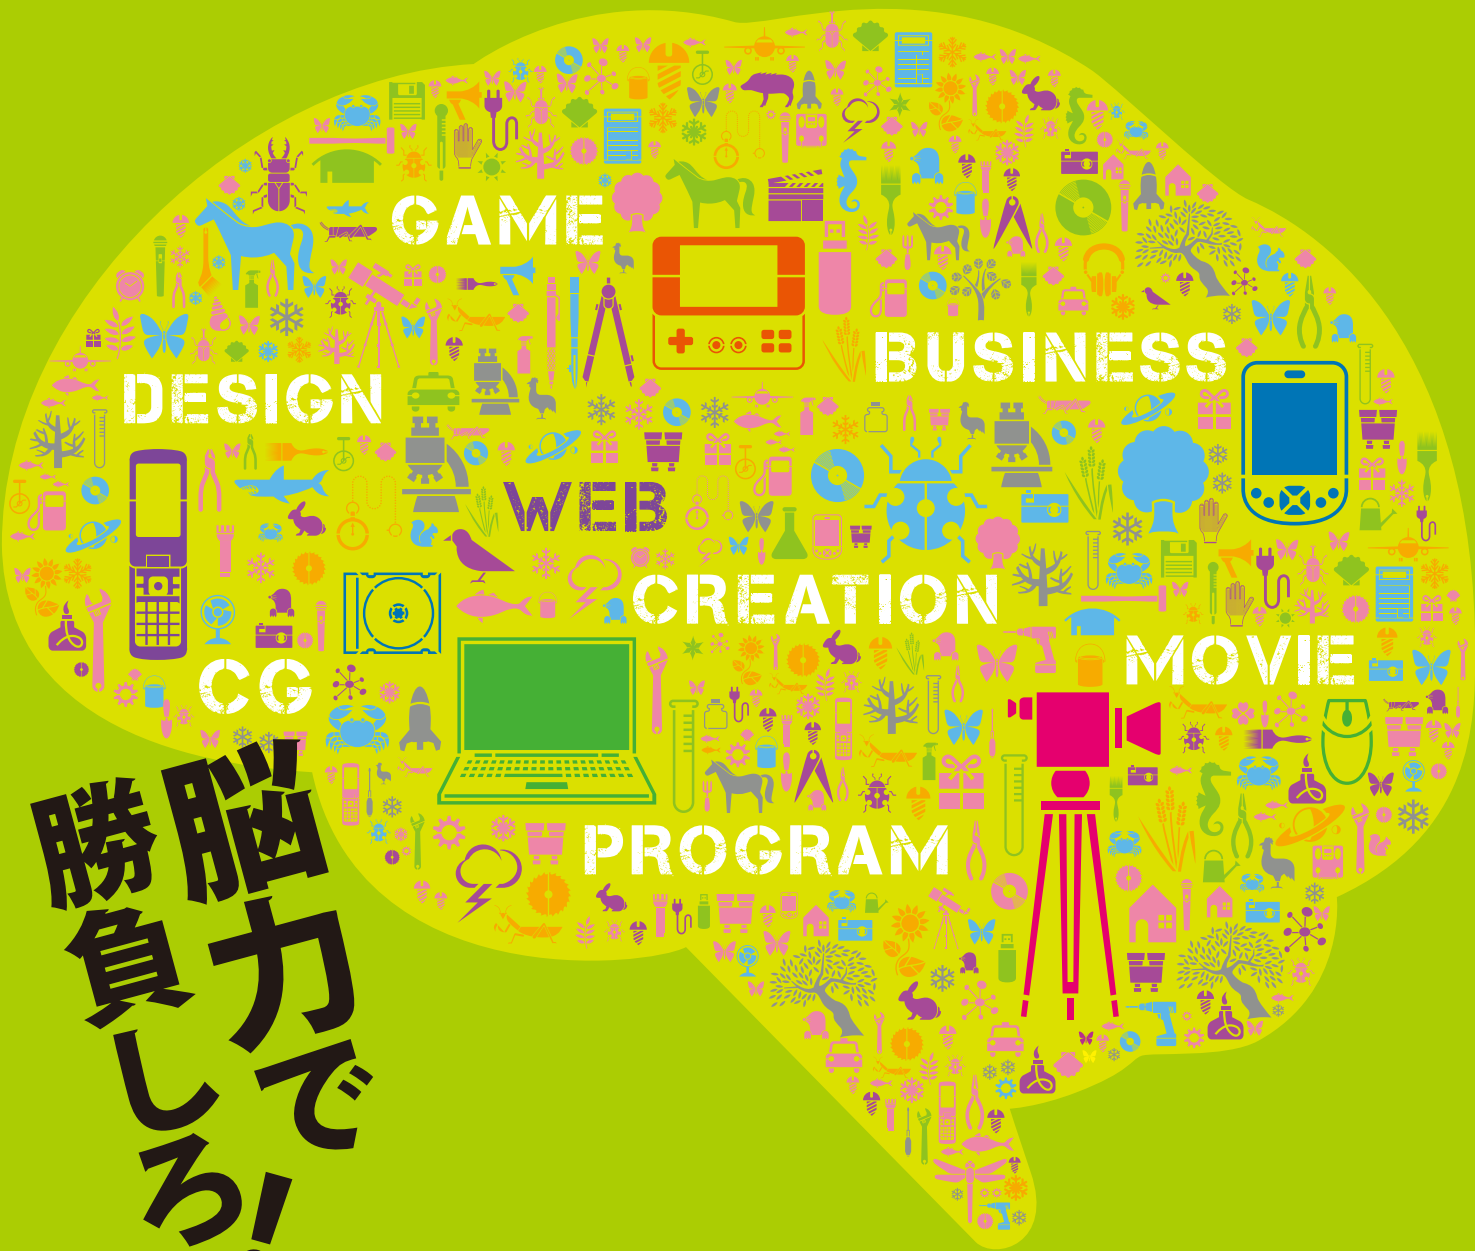 GAME
BUSINESS
DESIGN
WEB
CREATION
MOVIE
CG
PROGRAM
脳力で
勝負しろ!